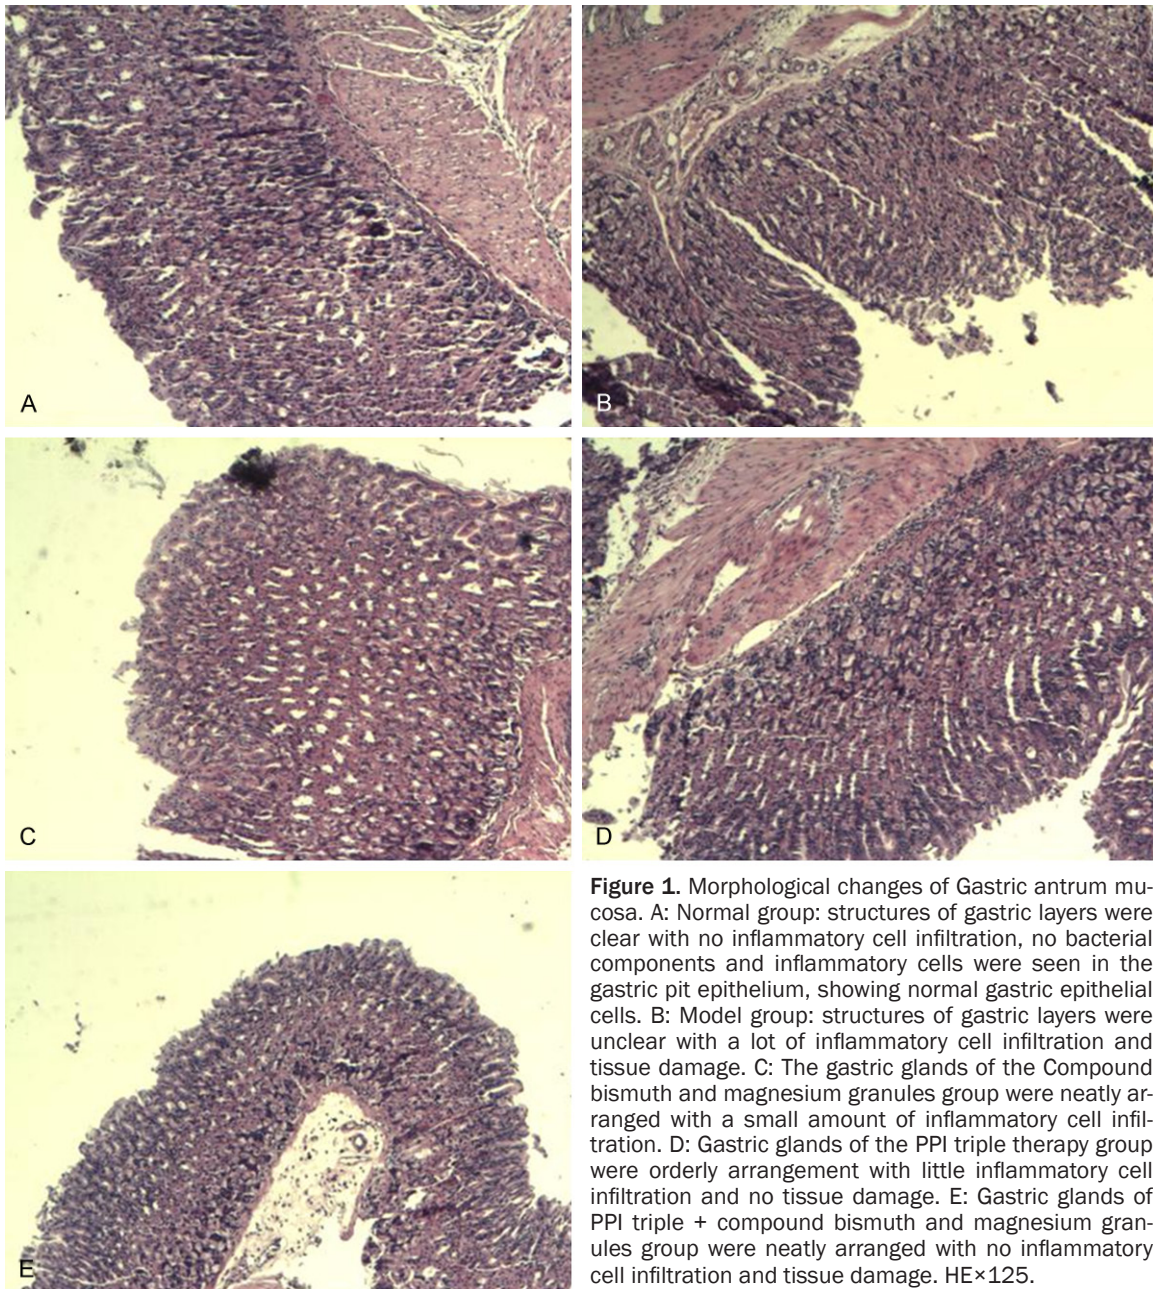 A
B
C
D
E
Figure 1. Morphological changes of Gastric antrum mu-
cosa. A: Normal group: structures of gastric layers were
clear with no inflammatory cell infiltration, no bacterial
components and inflammatory cells were seen in the
gastric pit epithelium, showing normal gastric epithelial
cells. B: Model group: structures of gastric layers were
unclear with a lot of inflammatory cell infiltration and
tissue damage. C: The gastric glands of the Compound
bismuth and magnesium granules group were neatly ar-
ranged with a small amount of inflammatory cell infil-
tration. D: Gastric glands of the PPI triple therapy group
were orderly arrangement with little inflammatory cell
infiltration and no tissue damage. E: Gastric glands of
PPI triple + compound bismuth and magnesium gran-
ules group were neatly arranged with no inflammatory
cell infiltration and tissue damage. HE×125.